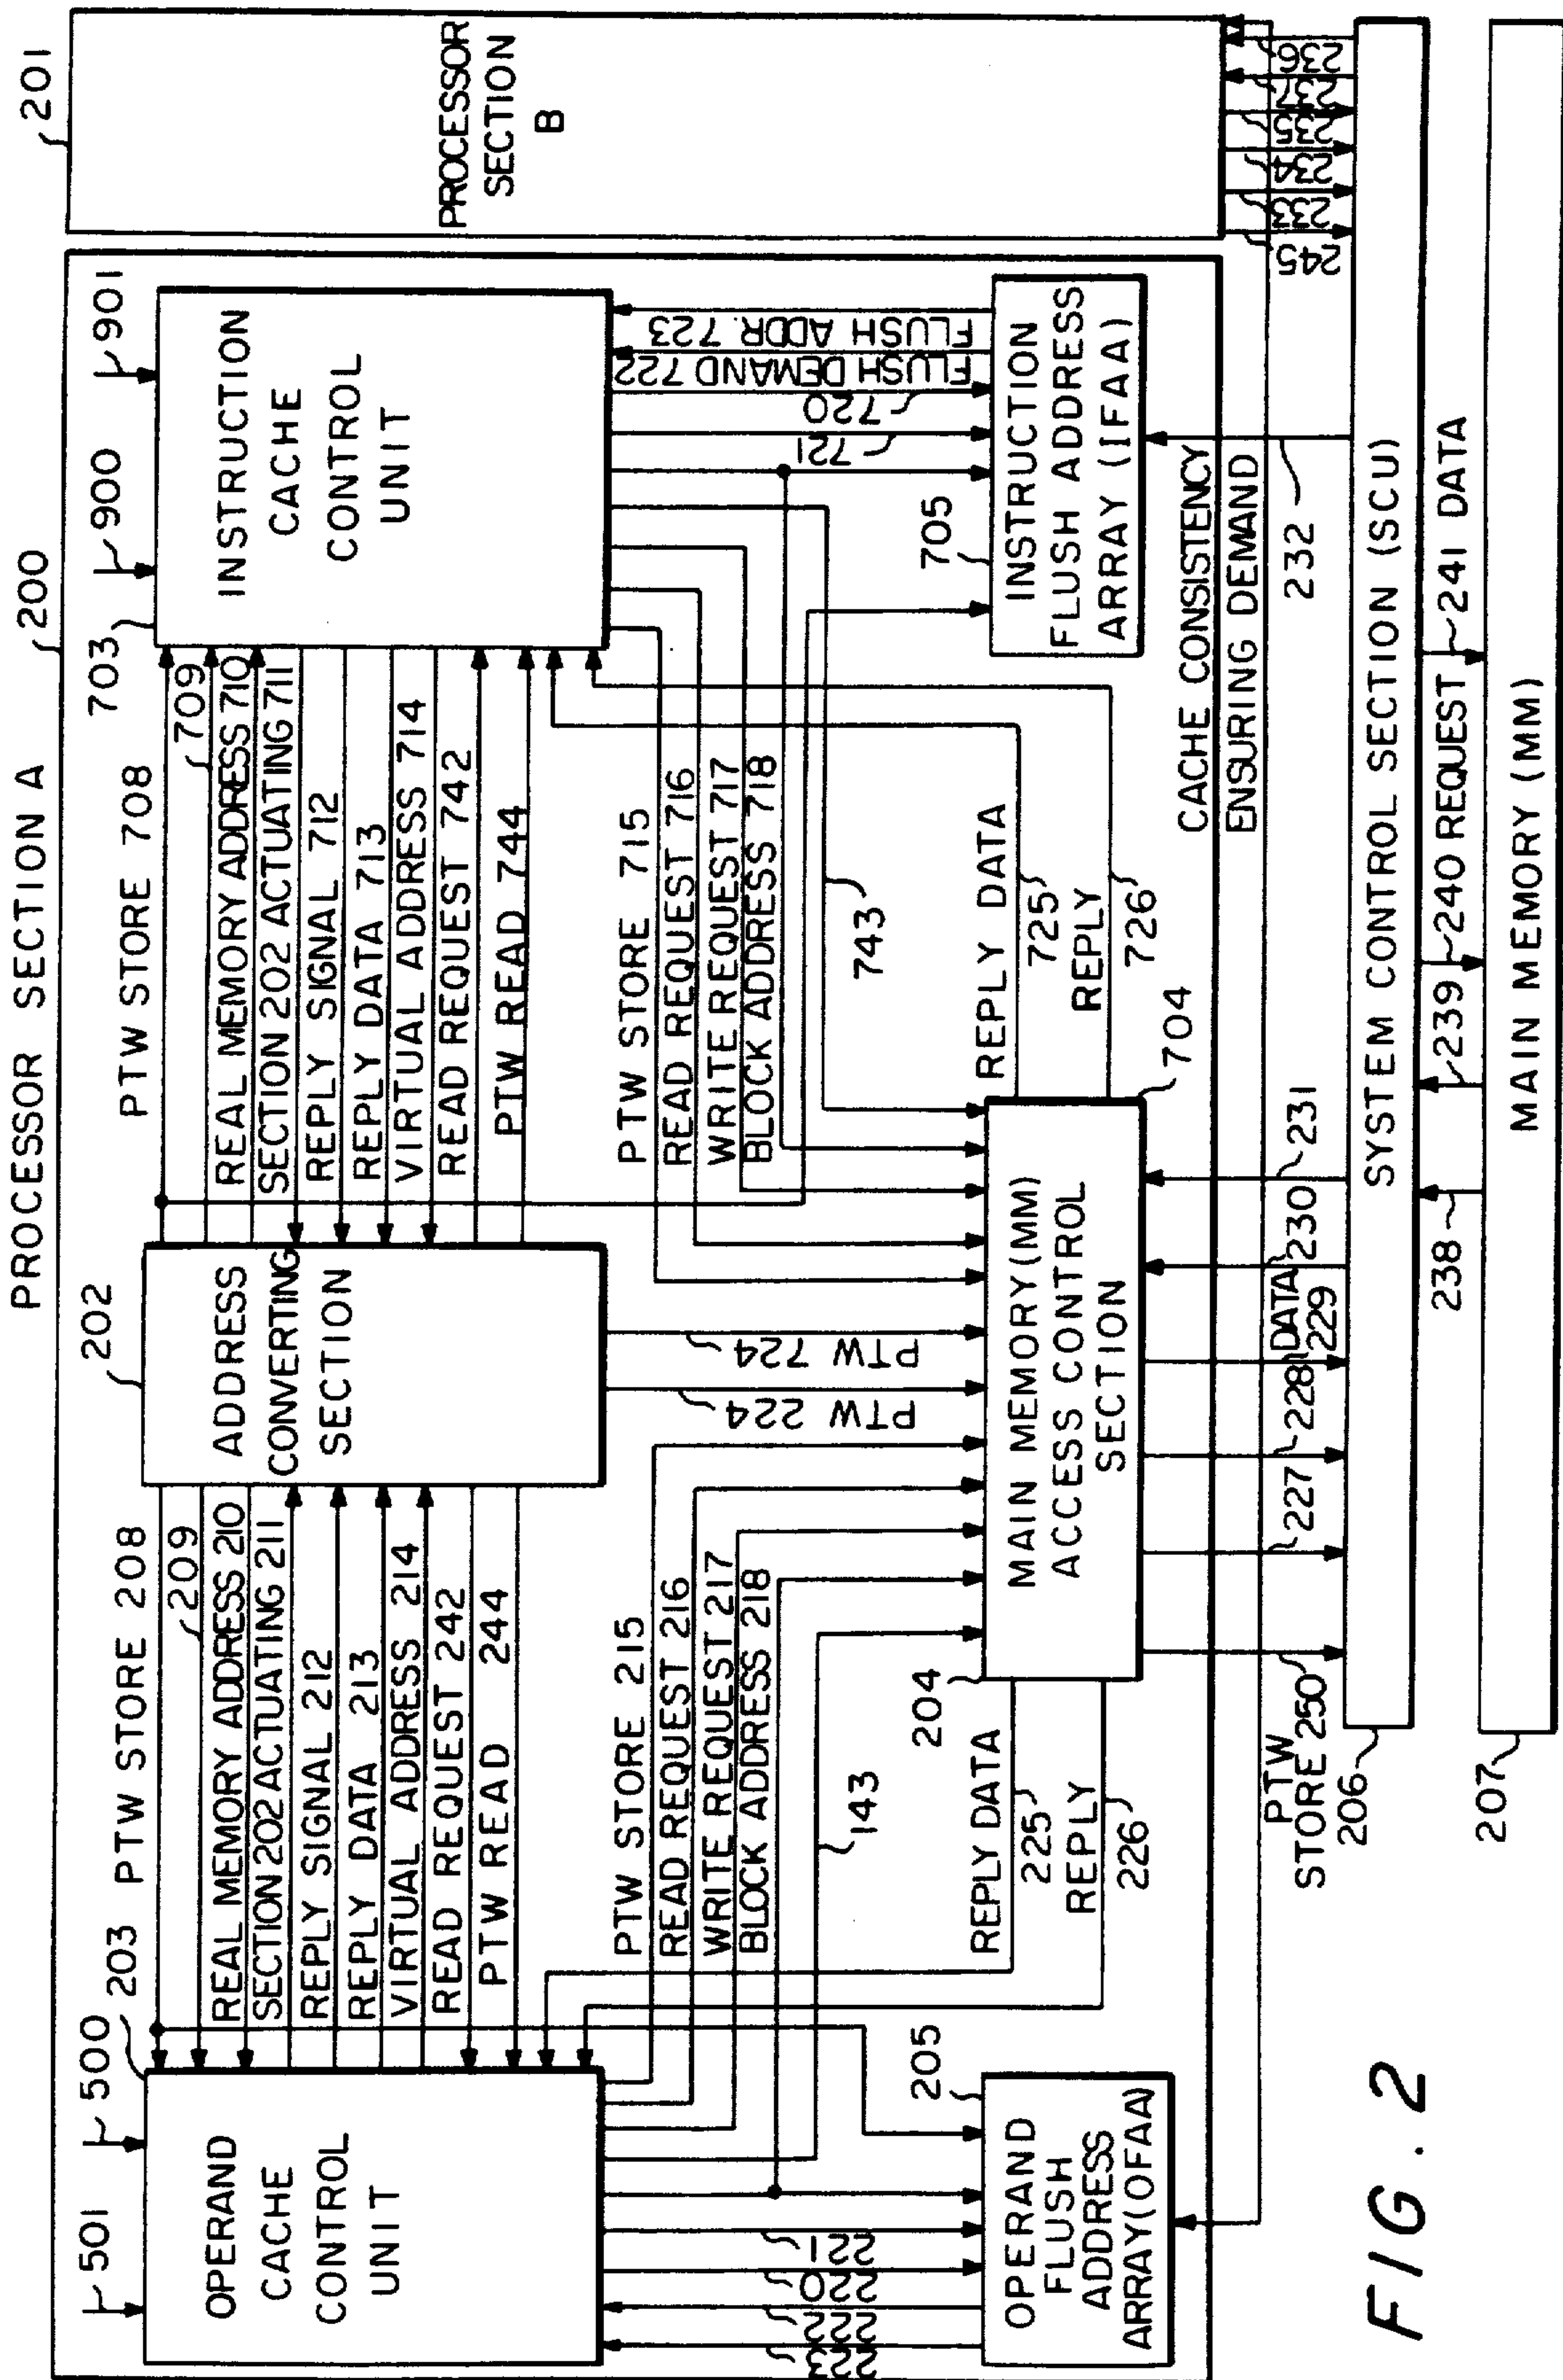 PROCESSOR SECTION A
200
201
501
500
203
PTW STORE 208
209
REAL MEMORY ADDRESS 210
SECTION 202 ACTUATING 211
REPLY SIGNAL 212
REPLY DATA 213
VIRTUAL ADDRESS 214
READ REQUEST 242
PTW READ 244
OPERAND
CACHE
CONTROL
UNIT
202
ADDRESS
CONVERTING
SECTION
PTW STORE 708
709
REAL MEMORY ADDRESS 710
SECTION 202 ACTUATING 711
REPLY SIGNAL 712
REPLY DATA 713
VIRTUAL ADDRESS 714
READ REQUEST 742
PTW READ 744
703
900
901
INSTRUCTION
CACHE
CONTROL
UNIT
PROCESSOR
SECTION
B
PTW STORE 215
READ REQUEST 216
WRITE REQUEST 217
BLOCK ADDRESS 218
143
PTW 224
PTW 724
PTW STORE 715
READ REQUEST 716
WRITE REQUEST 717
BLOCK ADDRESS 718
743
721
720
FLUSH DEMAND 722
FLUSH ADDR. 723
223
222
220
221
205
OPERAND
FLUSH
ADDRESS
ARRAY(OFAA)
REPLY DATA
225
REPLY
226
204
MAIN MEMORY(MM)
ACCESS CONTROL
SECTION
704
REPLY DATA
725
REPLY
726
705
INSTRUCTION
FLUSH ADDRESS
ARRAY (IFAA)
CACHE CONSISTENCY
ENSURING DEMAND
PTW
STORE 250
227
228
DATA
229
230
231
232
245
233
234
235
237
236
206
SYSTEM CONTROL SECTION (SCU)
238
239
240 REQUEST
241 DATA
207
MAIN MEMORY (MM)
FIG. 2